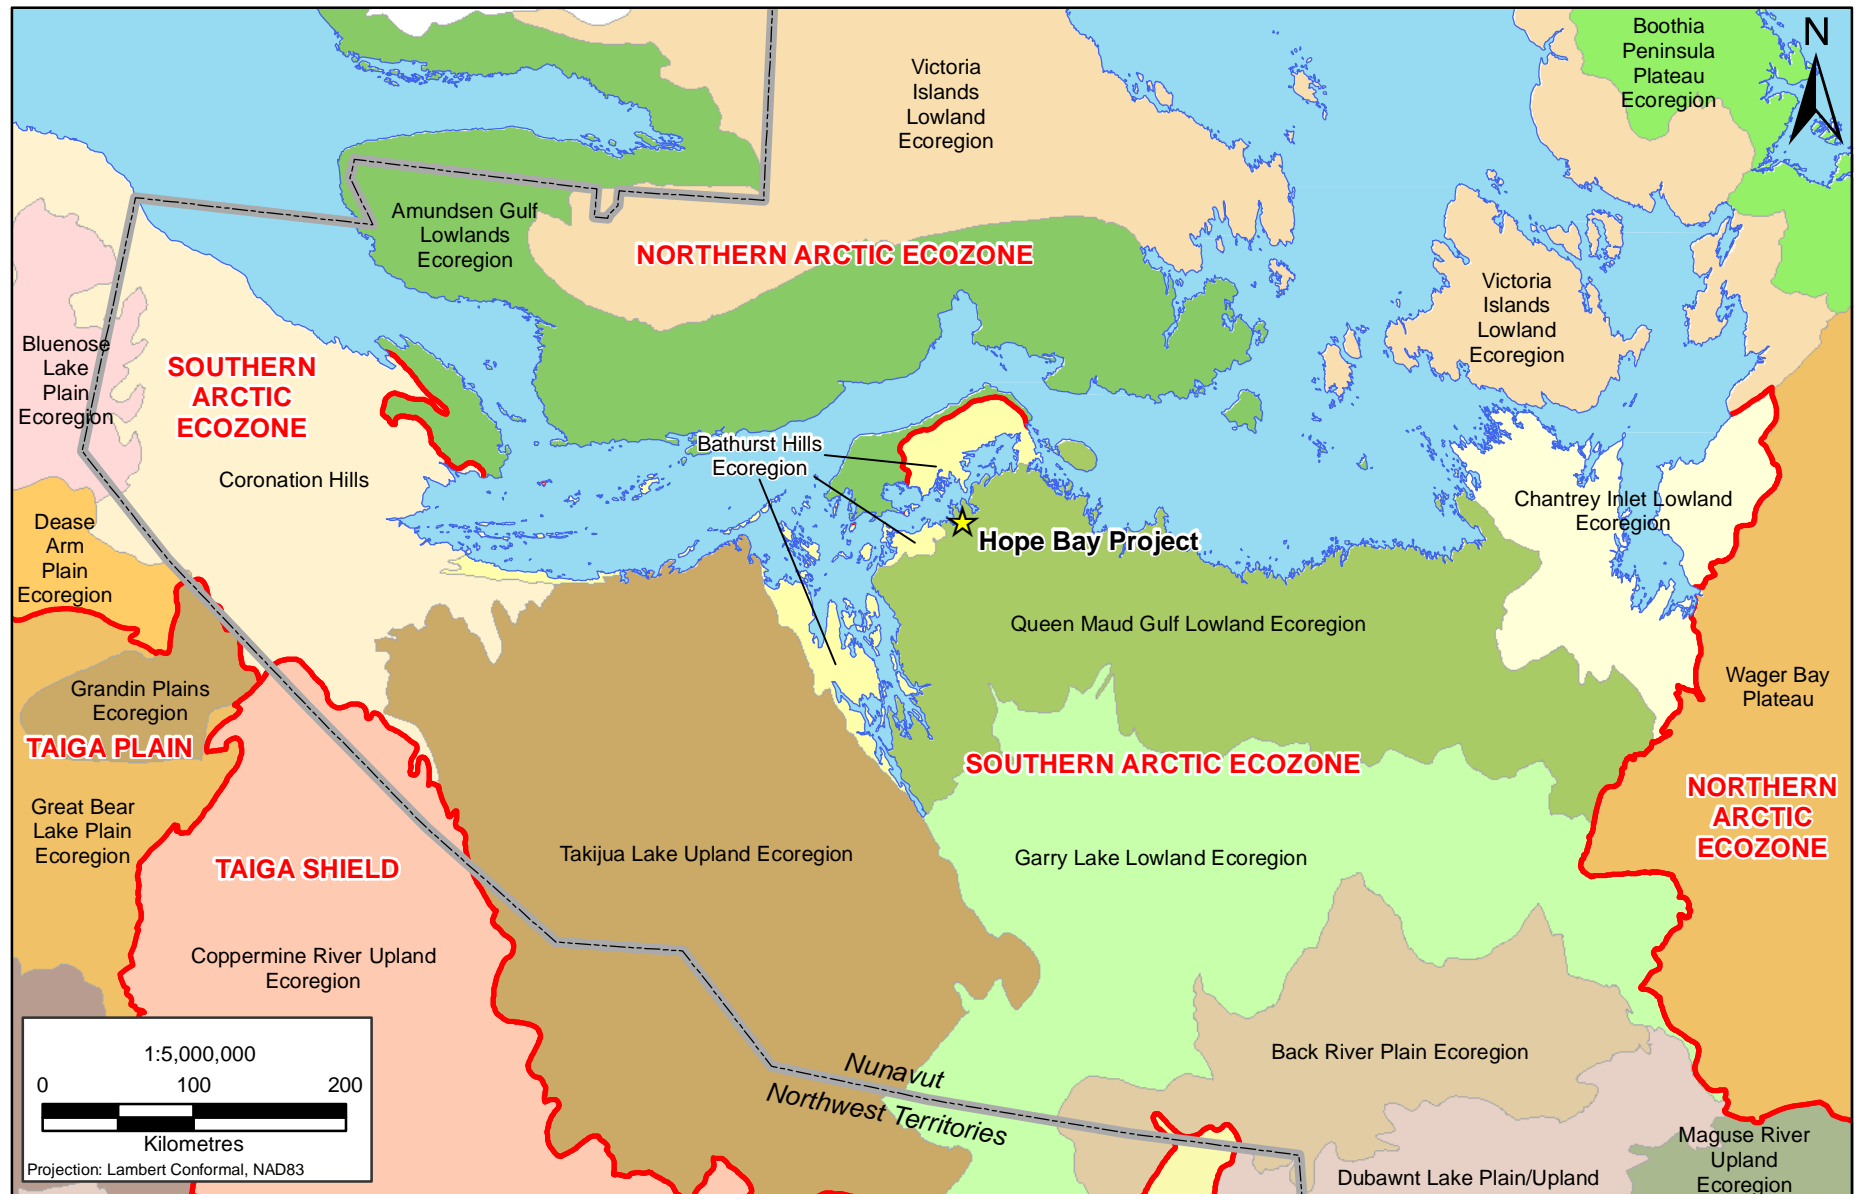 Boothia
Peninsula
Plateau
Ecoregion
N
Victoria
Islands
Lowland
Ecoregion
Amundsen Gulf
Lowlands
Ecoregion
NORTHERN ARCTIC ECOZONE
Victoria
Islands
Lowland
Ecoregion
Bluenose
Lake
Plain
Ecoregion
SOUTHERN
ARCTIC
ECOZONE
Coronation Hills
Bathurst Hills
Ecoregion
Chantrey Inlet Lowland
Ecoregion
Hope Bay Project
Dease
Arm
Plain
Ecoregion
Queen Maud Gulf Lowland Ecoregion
Grandin Plains
Ecoregion
Wager Bay
Plateau
TAIGA PLAIN
SOUTHERN ARCTIC ECOZONE
NORTHERN
ARCTIC
ECOZONE
Great Bear
Lake Plain
Ecoregion
TAIGA SHIELD
Takijua Lake Upland Ecoregion
Garry Lake Lowland Ecoregion
Coppermine River Upland
Ecoregion
Back River Plain Ecoregion
Nunavut
Northwest Territories
1:5,000,000
0 100 200
Kilometres
Projection: Lambert Conformal, NAD83
Maguse River
Upland
Ecoregion
Dubawnt Lake Plain/Upland